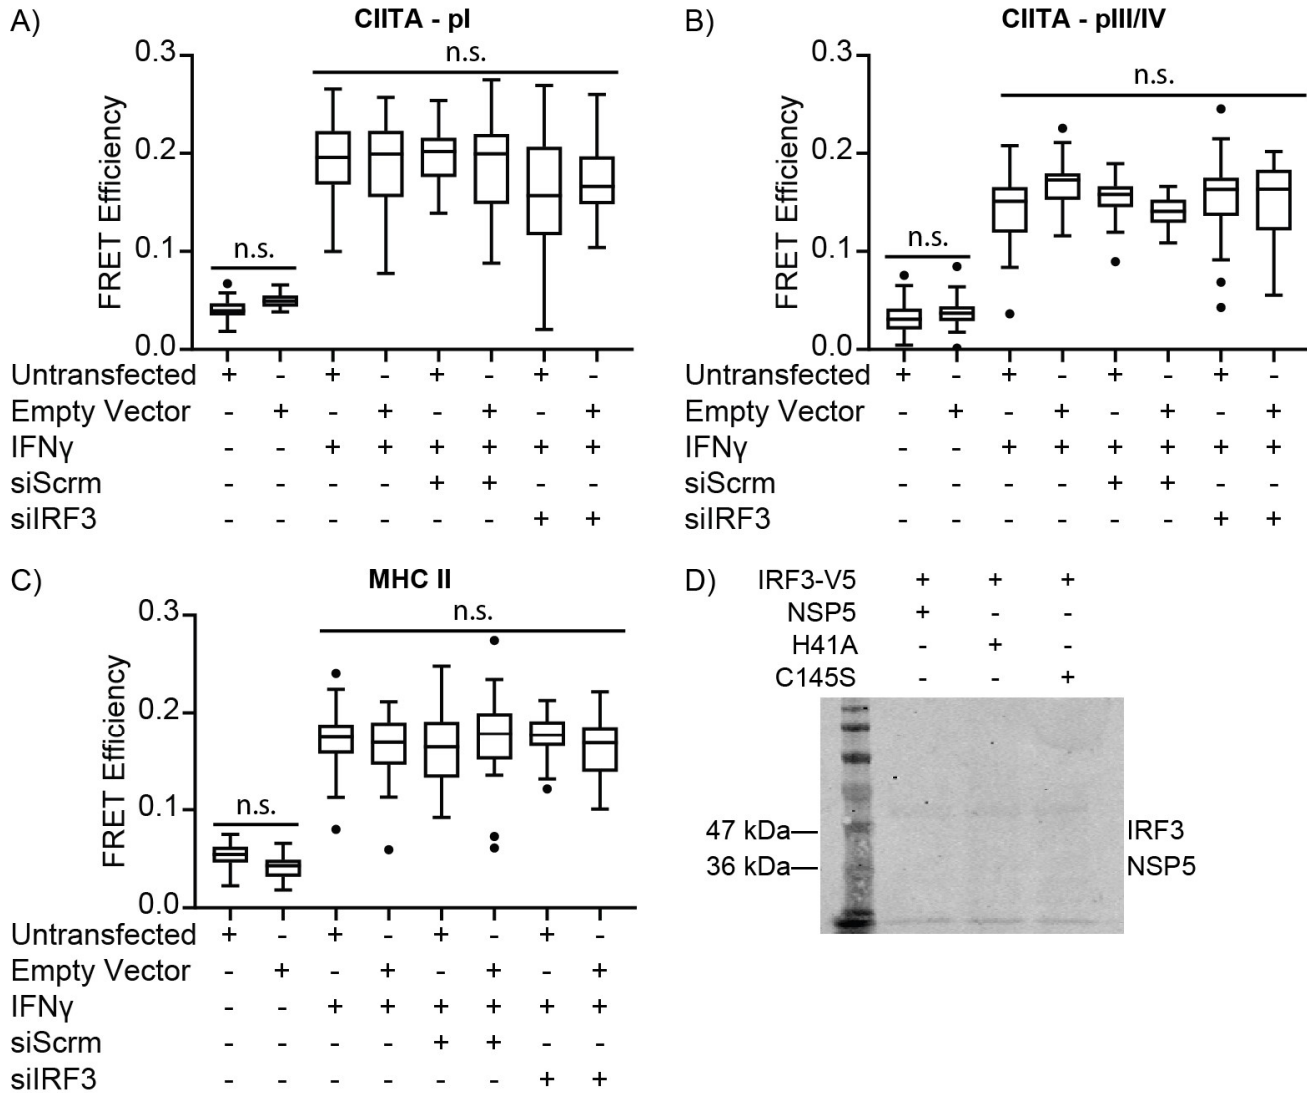 A)
CIITA - pI
FRET Efficiency
0.3
0.2
0.1
0.0
n.s.
n.s.
Untransfected + - + - + - + -
Empty Vector - + - + - + - +
IFNγ - - + + + + + +
siScrm - - - - + + - -
siIRF3 - - - - - - + +
B)
CIITA - pIII/IV
FRET Efficiency
0.3
0.2
0.1
0.0
n.s.
n.s.
Untransfected + - + - + - + -
Empty Vector - + - + - + - +
IFNγ - - + + + + + +
siScrm - - - - + + - -
siIRF3 - - - - - - + +
C)
MHC II
FRET Efficiency
0.3
0.2
0.1
0.0
n.s.
n.s.
Untransfected + - + - + - + -
Empty Vector - + - + - + - +
IFNγ - - + + + + + +
siScrm - - - - + + - -
siIRF3 - - - - - - + +
D)
IRF3-V5 + + +
NSP5 + - -
H41A - + -
C145S - - +
47 kDa
IRF3
36 kDa
NSP5